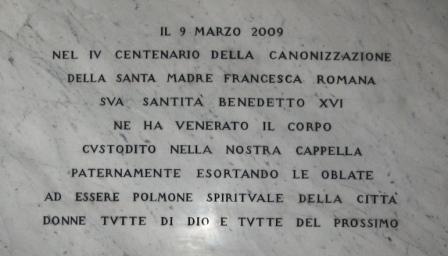 IL 9 MARZO 2009
NEL IV CENTENARIO DELLA CANONIZZAZIONE
DELLA SANTA MADRE FRANCESCA ROMANA
SVA SANTITÀ BENEDETTO XVI
NE HA VENERATO IL CORPO
CVSTODITO NELLA NOSTRA CAPPELLA
PATERNAMENTE ESORTANDO LE OBLATE
AD ESSERE POLMONE SPIRITVALE DELLA CITTÀ
DONNE TVTTE DI DIO E TVTTE DEL PROSSIMO